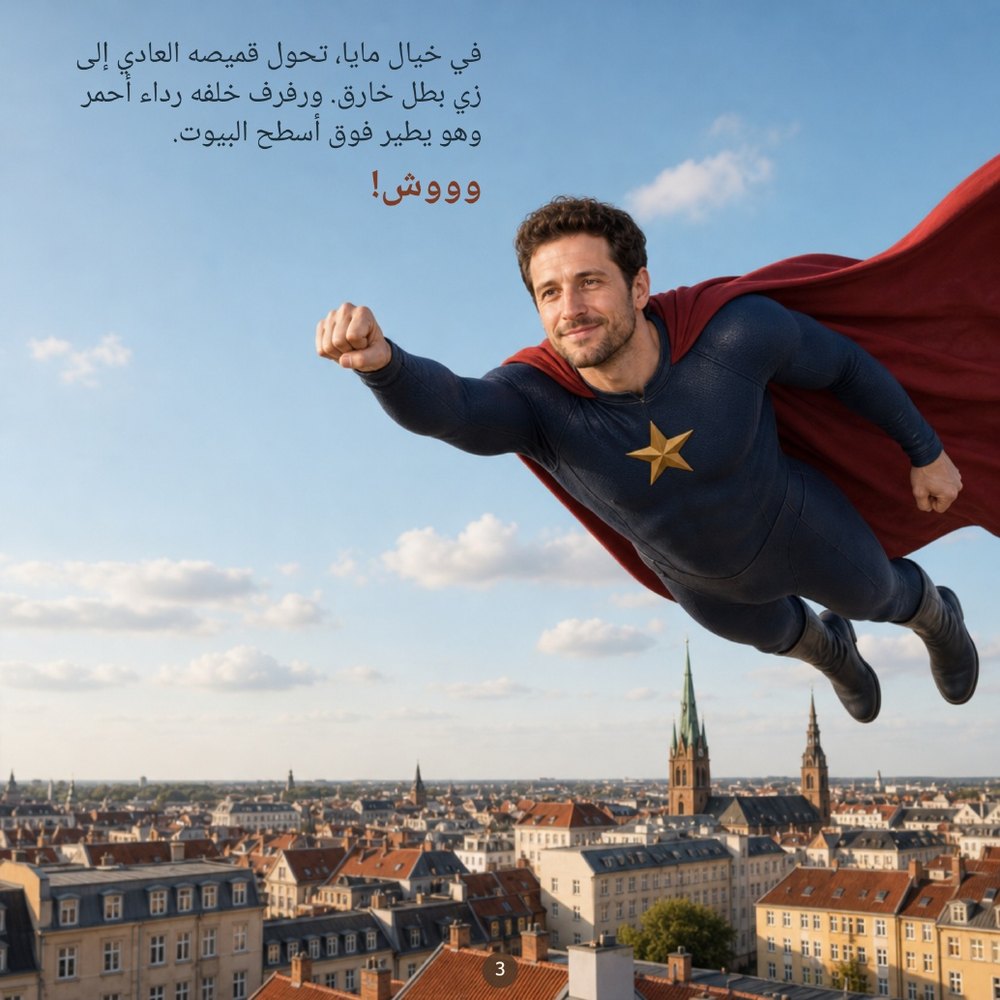 في خيال مايا، تحول قميصه العادي إلى
زي بطل خارق. ورفرف خلفه رداء أحمر
وهو يطير فوق أسطح البيوت.
وووش!
3